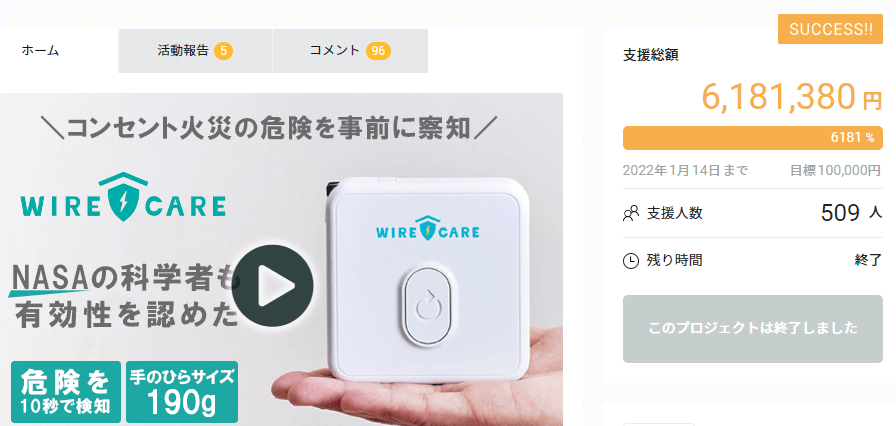 ホーム
活動報告 5
コメント 96
＼コンセント火災の危険を事前に察知／
WIRE CARE
NASAの科学者も
有効性を認めた
危険を
10秒で検知
手のひらサイズ
190g
WIRE CARE
SUCCESS!!
支援総額
6,181,380 円
6181 %
2022年1月14日まで 目標100,000円
支援人数 509 人
残り時間 終了
このプロジェクトは終了しました